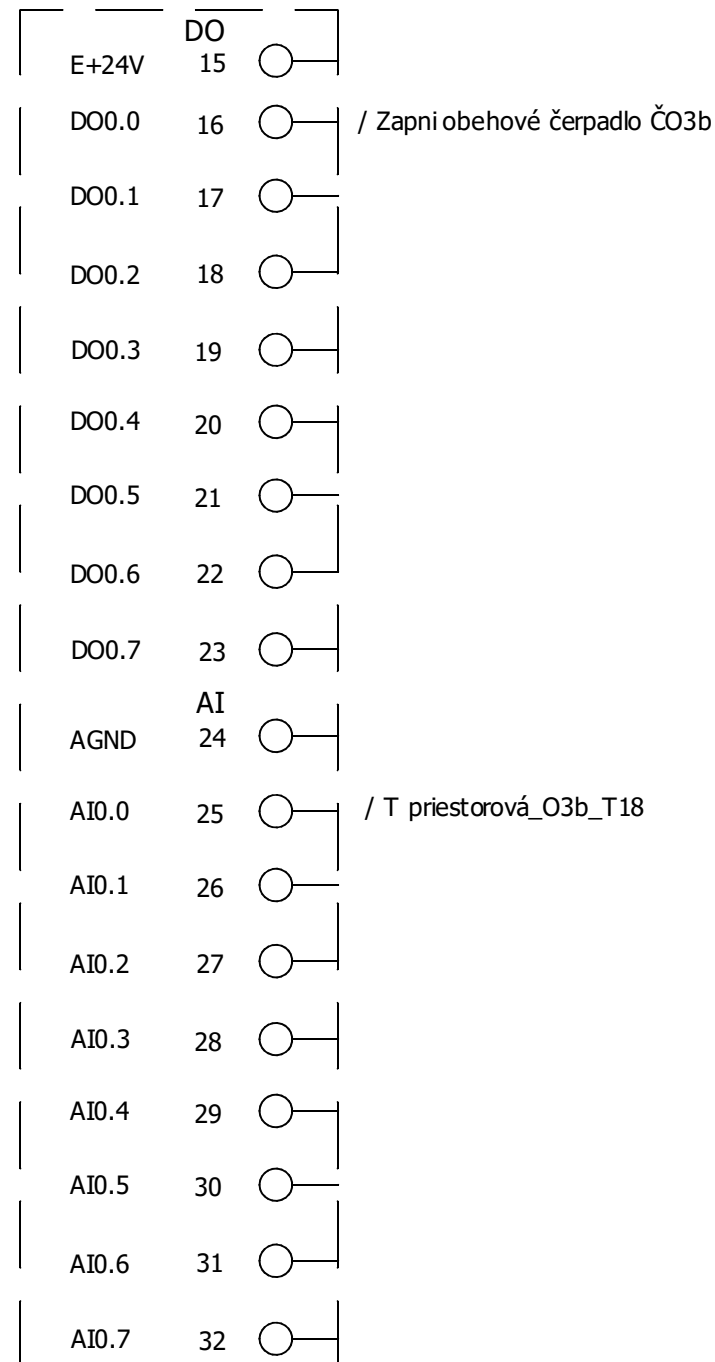 DO
E+24V 15
DO0.0 16 / Zapni obehové čerpadlo ČO3b
DO0.1 17
DO0.2 18
DO0.3 19
DO0.4 20
DO0.5 21
DO0.6 22
DO0.7 23
AI
AGND 24
AI0.0 25 / T priestorová_O3b_T18
AI0.1 26
AI0.2 27
AI0.3 28
AI0.4 29
AI0.5 30
AI0.6 31
AI0.7 32